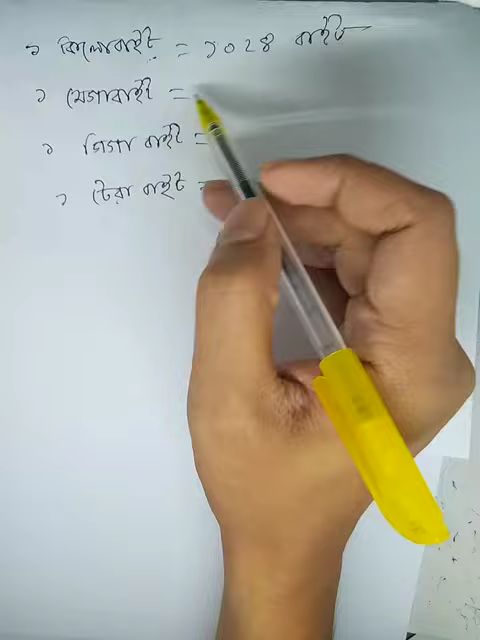 ১ কিলোবাইট = ১০২৪ বাইট
১ মেগাবাইট =
১ গিগা বাইট =
১ টেরা বাইট =